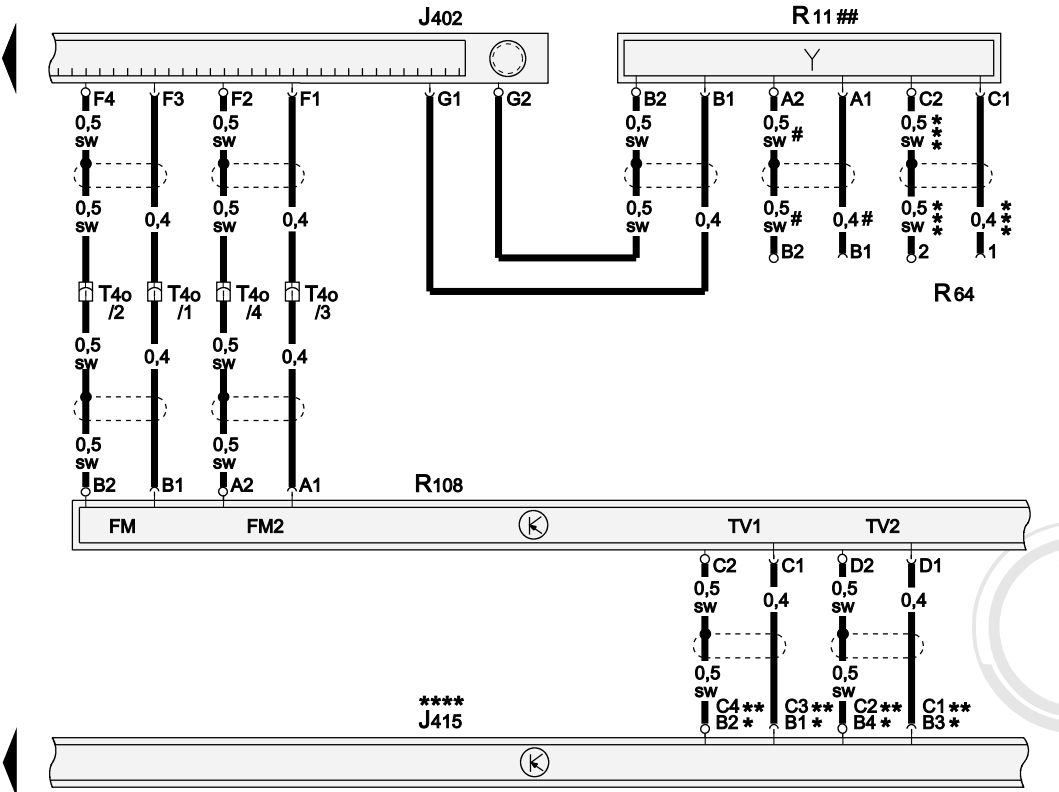 J402 R11##
F4 F3 F2 F1 G1 G2 B2 B1 A2 A1 C2 C1
0,5 0,5 0,5 0,5 # 0,5 ***
sw sw sw sw sw
0,5 0,4 0,5 0,4 0,5 0,4 0,5 # 0,4 # 0,5 *** 0,4 ***
sw sw sw sw sw
B2 B1 2 1
T4o T4o T4o T4o R64
/2 /1 /4 /3
0,5 0,4 0,5 0,4
sw sw
0,5 0,5
sw sw
B2 B1 A2 A1 R108
FM FM2 TV1 TV2
C2 C1 D2 D1
0,5 0,4 0,5 0,4
sw sw
0,5 0,5
sw sw
**** C4** C3** C2** C1**
J415 B2* B1* B4* B3*